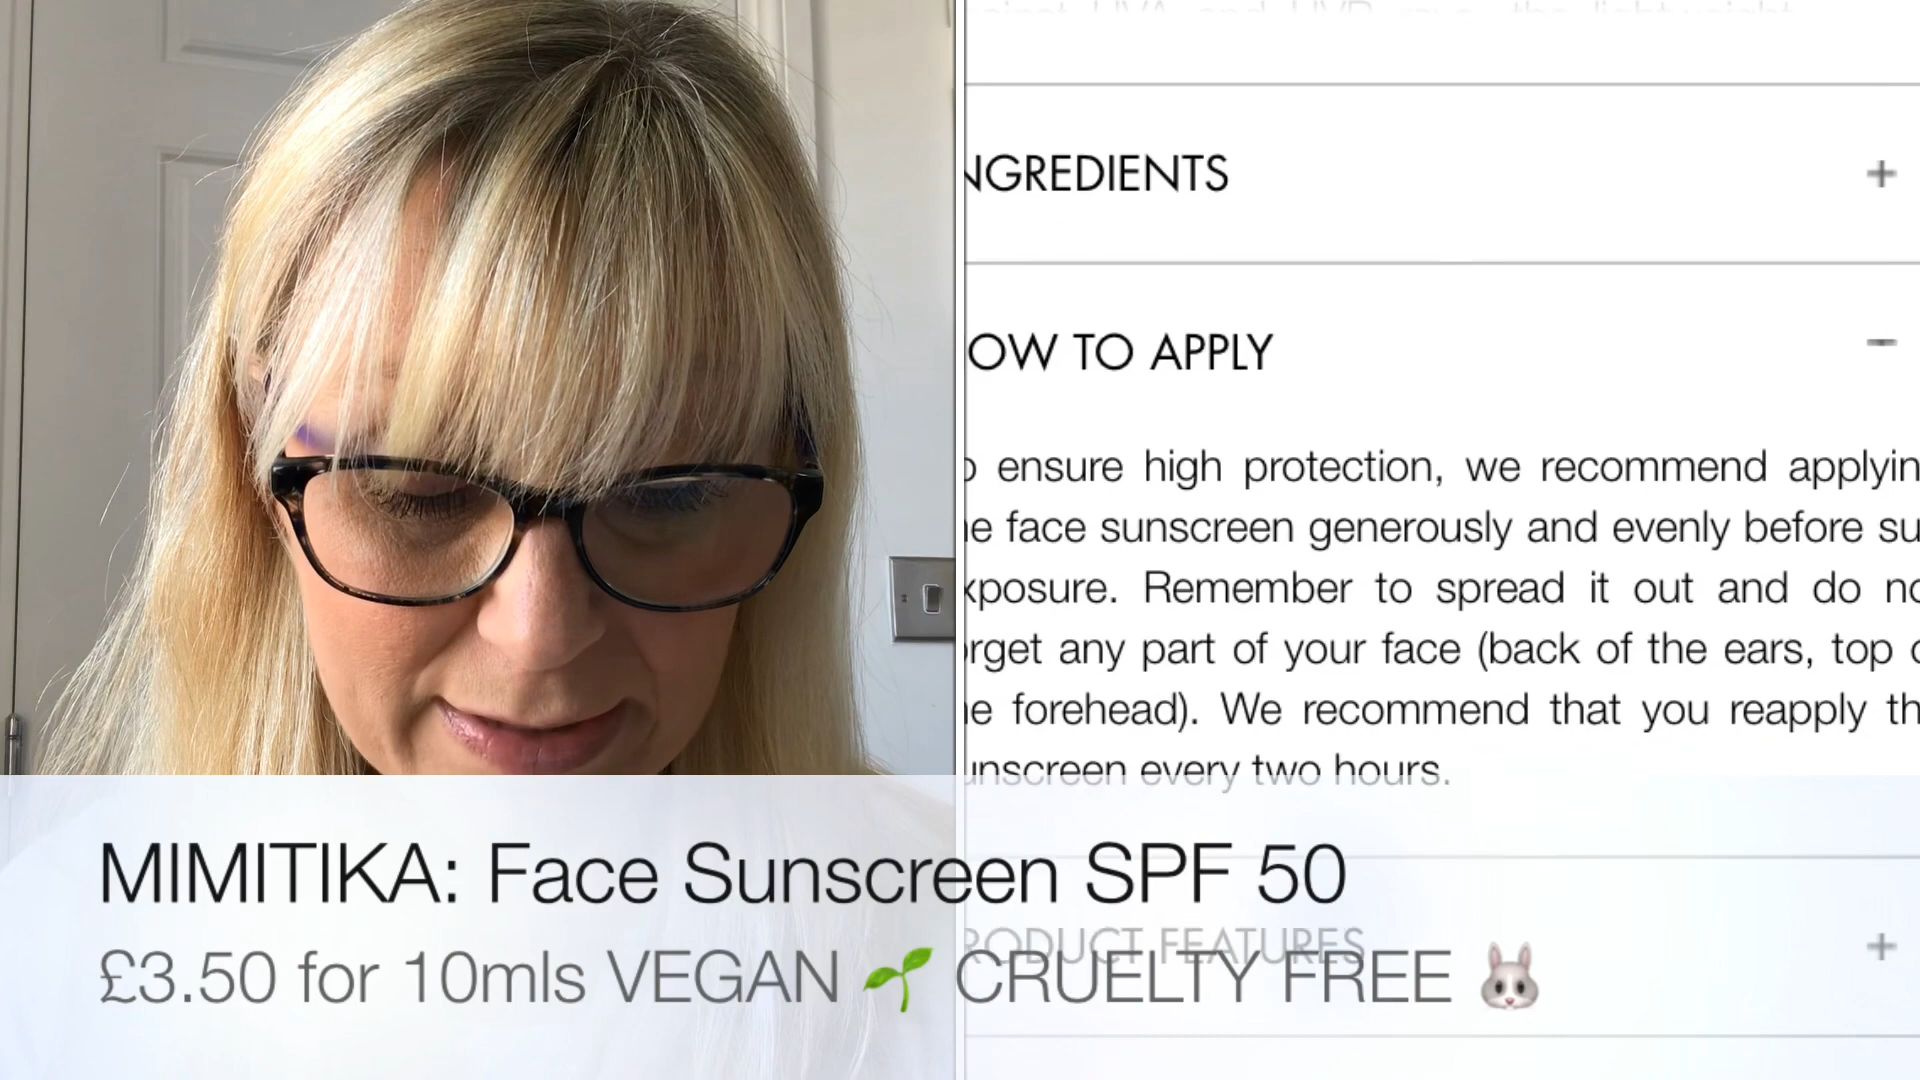 NGREDIENTS +
OW TO APPLY -
o ensure high protection, we recommend applyin
e face sunscreen generously and evenly before su
xposure. Remember to spread it out and do no
rget any part of your face (back of the ears, top o
e forehead). We recommend that you reapply th
unscreen every two hours.
MIMITIKA: Face Sunscreen SPF 50
RODUCT FEATURES +
£3.50 for 10mls VEGAN 🌱 CRUELTY FREE 🐰